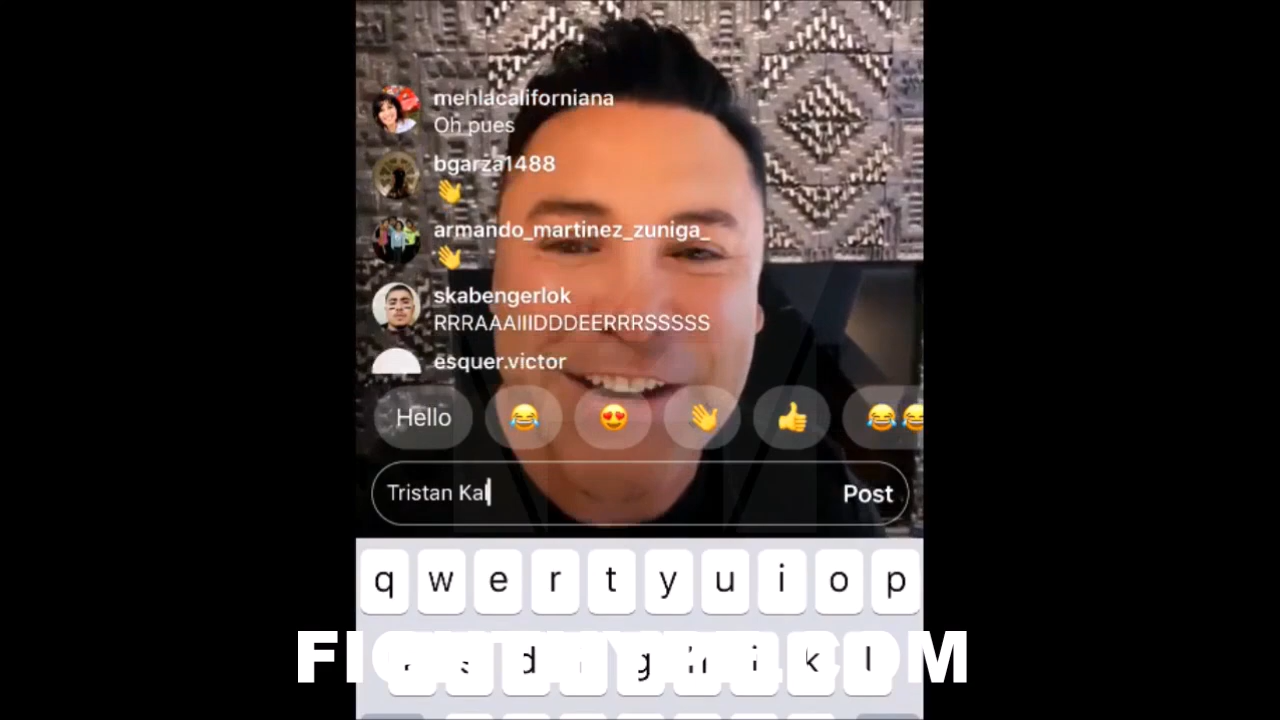 mehlacaliforniana
Oh pues
bgarza1488
👋
armando_martinez_zuniga_
👋
skabengerlok
RRRAAAIIIDDDEERRRSSSSS
esquer.victor
Hello 😂 😍 👋 👍 😂😂
Tristan Kal
Post
q w e r t y u i o p
d g k l